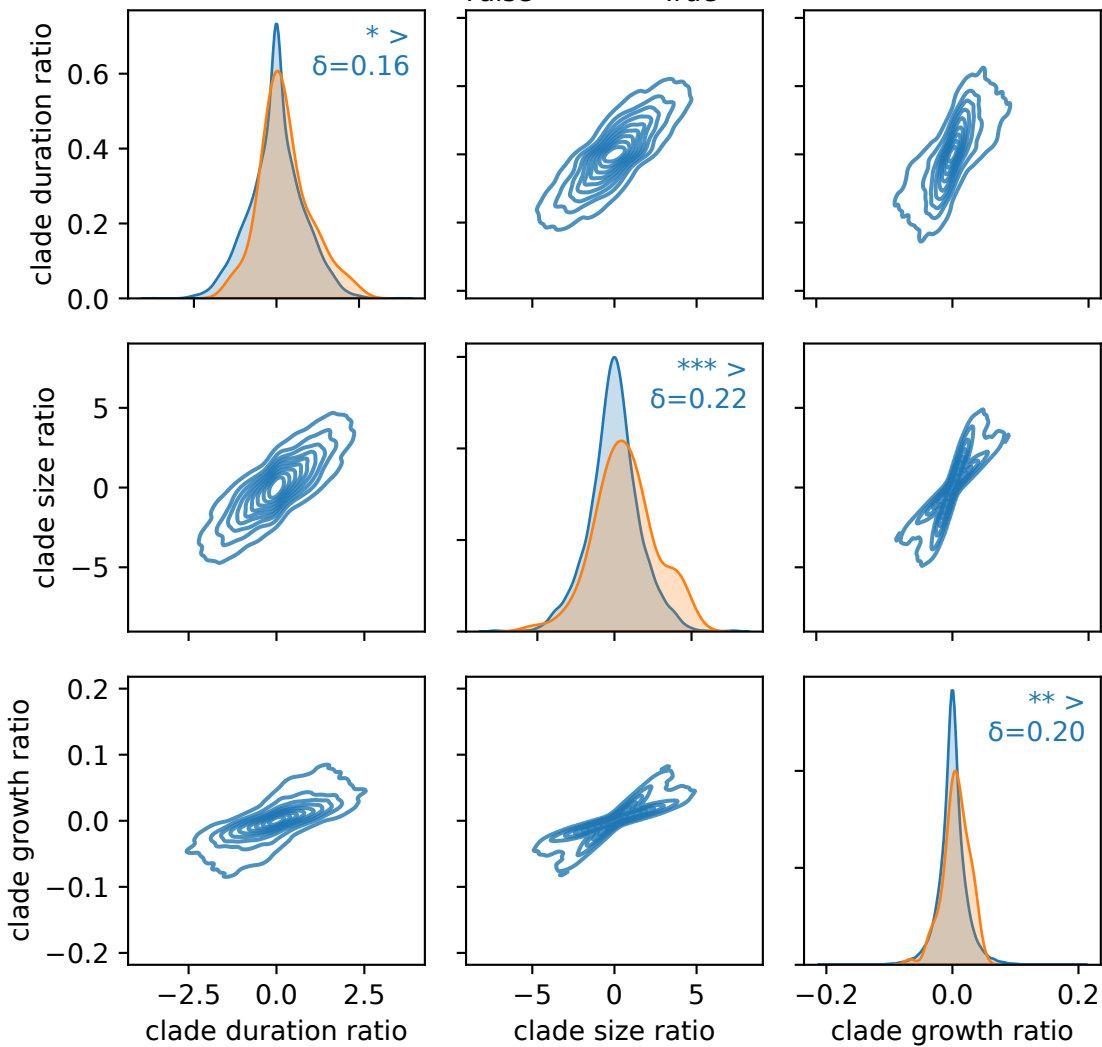 False True
clade duration ratio
0.6
0.4
0.2
0.0
* >
δ=0.16
clade size ratio
5
0
−5
*** >
δ=0.22
clade growth ratio
0.2
0.1
0.0
−0.1
−0.2
** >
δ=0.20
−2.5 0.0 2.5
−5 0 5
−0.2 0.0 0.2
clade duration ratio
clade size ratio
clade growth ratio